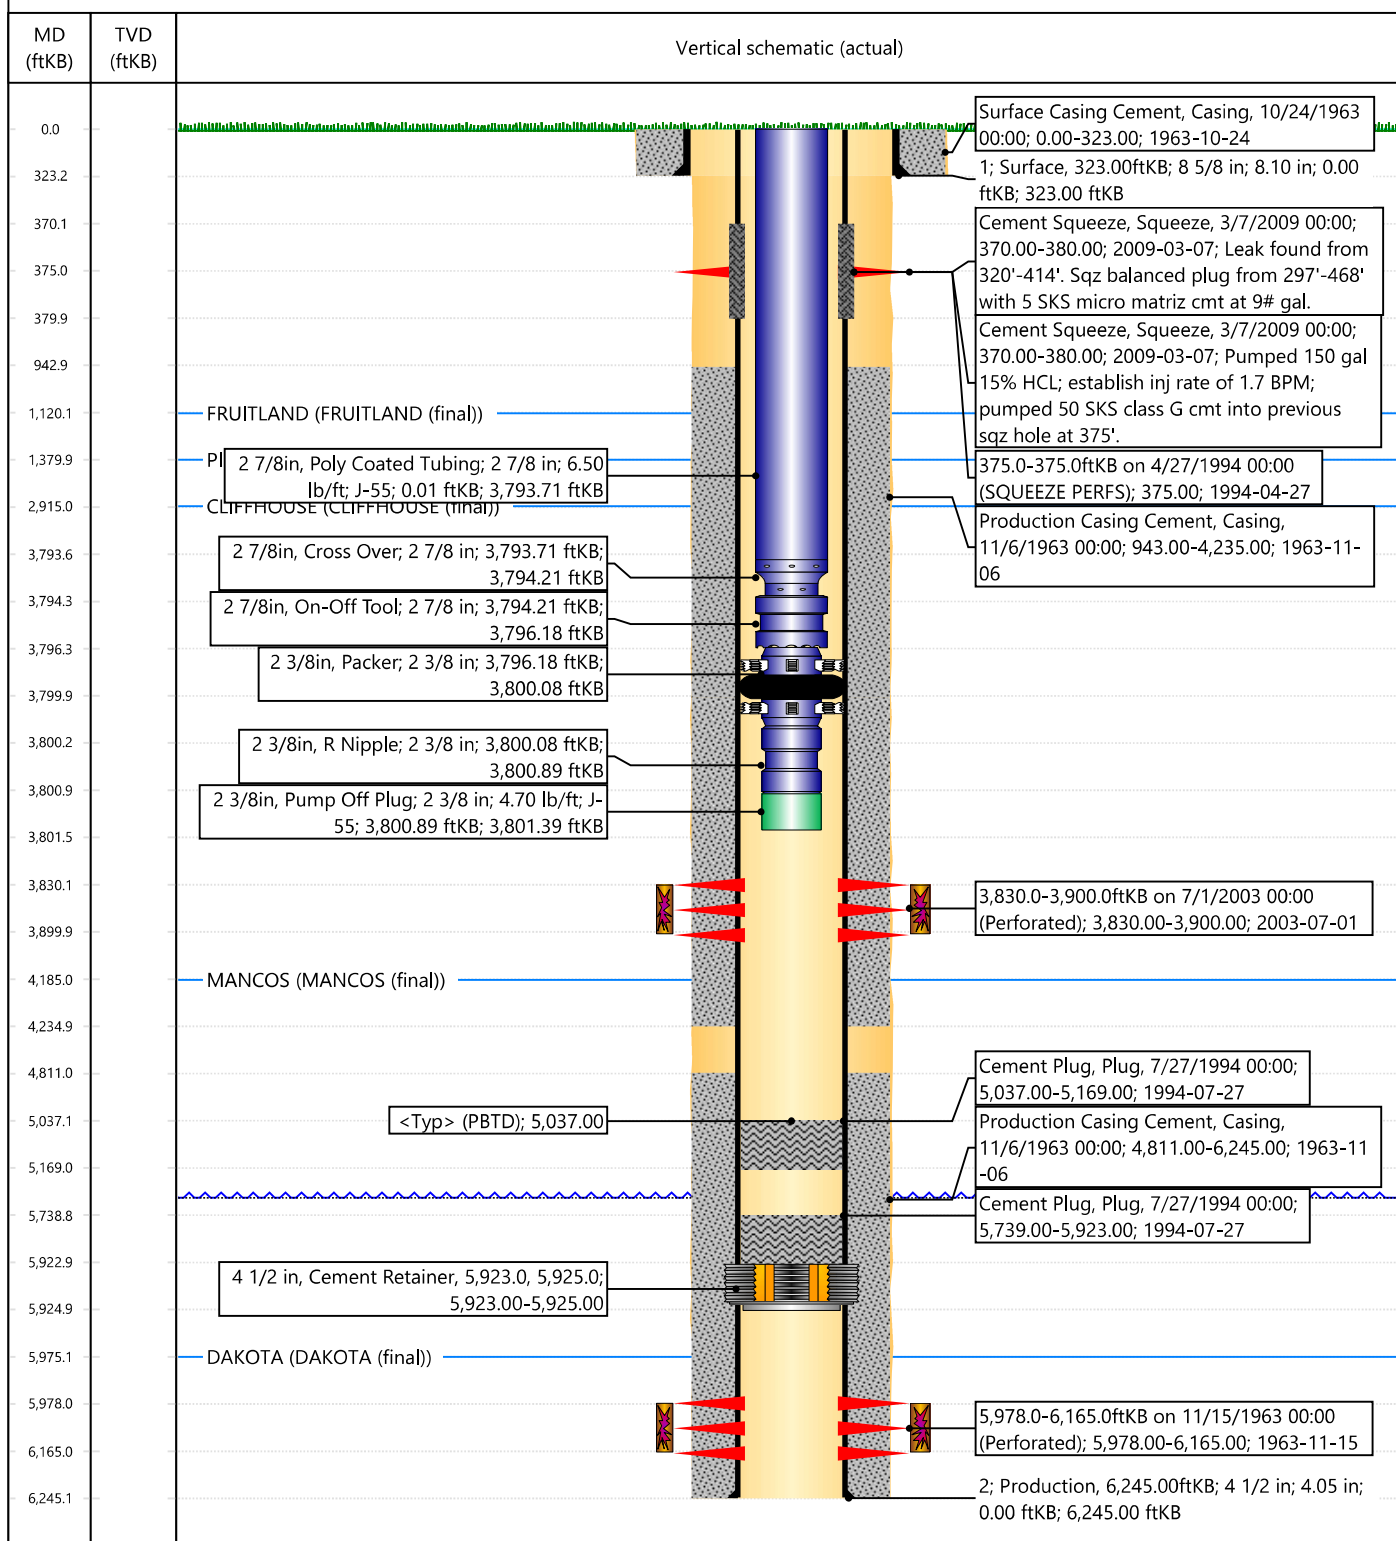 MD
(ftKB)
TVD
(ftKB)
Vertical schematic (actual)
0.0
323.2
370.1
375.0
379.9
942.9
1,120.1
1,379.9
2,915.0
3,793.6
3,794.3
3,796.3
3,799.9
3,800.2
3,800.9
3,801.5
3,830.1
3,899.9
4,185.0
4,234.9
4,811.0
5,037.1
5,169.0
5,738.8
5,922.9
5,924.9
5,975.1
5,978.0
6,165.0
6,245.1
FRUITLAND (FRUITLAND (final))
2 7/8in, Poly Coated Tubing; 2 7/8 in; 6.50
lb/ft; J-55; 0.01 ftKB; 3,793.71 ftKB
CLIFFHOUSE (CLIFFHOUSE (final))
2 7/8in, Cross Over; 2 7/8 in; 3,793.71 ftKB;
3,794.21 ftKB
2 7/8in, On-Off Tool; 2 7/8 in; 3,794.21 ftKB;
3,796.18 ftKB
2 3/8in, Packer; 2 3/8 in; 3,796.18 ftKB;
3,800.08 ftKB
2 3/8in, R Nipple; 2 3/8 in; 3,800.08 ftKB;
3,800.89 ftKB
2 3/8in, Pump Off Plug; 2 3/8 in; 4.70 lb/ft; J-
55; 3,800.89 ftKB; 3,801.39 ftKB
MANCOS (MANCOS (final))
<Typ> (PBTD); 5,037.00
4 1/2 in, Cement Retainer, 5,923.0, 5,925.0;
5,923.00-5,925.00
DAKOTA (DAKOTA (final))
Surface Casing Cement, Casing, 10/24/1963
00:00; 0.00-323.00; 1963-10-24
1; Surface, 323.00ftKB; 8 5/8 in; 8.10 in; 0.00
ftKB; 323.00 ftKB
Cement Squeeze, Squeeze, 3/7/2009 00:00;
370.00-380.00; 2009-03-07; Leak found from
320'-414'. Sqz balanced plug from 297'-468'
with 5 SKS micro matriz cmt at 9# gal.
Cement Squeeze, Squeeze, 3/7/2009 00:00;
370.00-380.00; 2009-03-07; Pumped 150 gal
15% HCL; establish inj rate of 1.7 BPM;
pumped 50 SKS class G cmt into previous
sqz hole at 375'.
375.0-375.0ftKB on 4/27/1994 00:00
(SQUEEZE PERFS); 375.00; 1994-04-27
Production Casing Cement, Casing,
11/6/1963 00:00; 943.00-4,235.00; 1963-11-
06
3,830.0-3,900.0ftKB on 7/1/2003 00:00
(Perforated); 3,830.00-3,900.00; 2003-07-01
Cement Plug, Plug, 7/27/1994 00:00;
5,037.00-5,169.00; 1994-07-27
Production Casing Cement, Casing,
11/6/1963 00:00; 4,811.00-6,245.00; 1963-11
-06
Cement Plug, Plug, 7/27/1994 00:00;
5,739.00-5,923.00; 1994-07-27
5,978.0-6,165.0ftKB on 11/15/1963 00:00
(Perforated); 5,978.00-6,165.00; 1963-11-15
2; Production, 6,245.00ftKB; 4 1/2 in; 4.05 in;
0.00 ftKB; 6,245.00 ftKB